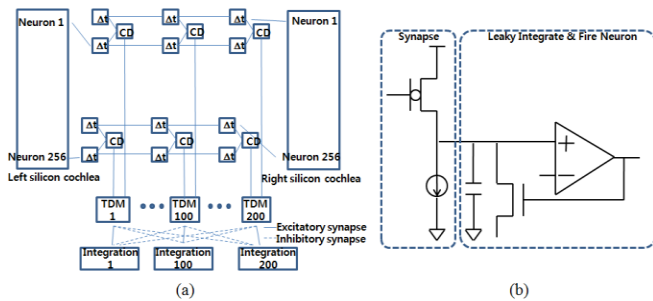 Neuron 1
Δt
Δt
Δt
Neuron 1
CD
CD
CD
Δt
Δt
Δt
Δt
Δt
Δt
CD
CD
CD
Neuron 256
Δt
Δt
Δt
Neuron 256
Left silicon cochlea
Right silicon cochlea
TDM
1
TDM
100
TDM
200
Excitatory synapse
Inhibitory synapse
Integration
1
Integration
100
Integration
200
(a)
Synapse
Leaky Integrate & Fire Neuron
+
−
(b)